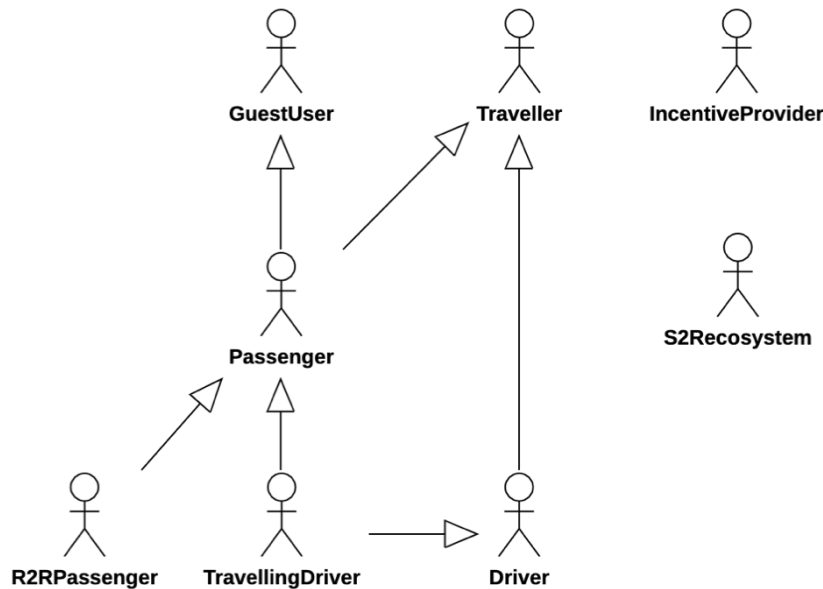 GuestUser
Traveller
IncentiveProvider
Passenger
S2Recosystem
R2RPassenger
TravellingDriver
Driver